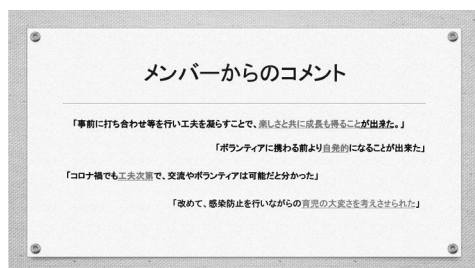 メンバーからのコメント
「事前に打ち合わせ等を行い工夫を凝らすことで、楽しさと共に成長も得ることが出来た。」
「ボランティアに携わる前より自発的になることが出来た」
「コロナ禍でも工夫次第で、交流やボランティアは可能だと分かった」
「改めて、感染防止を行いながらの育児の大変さを考えさせられた」